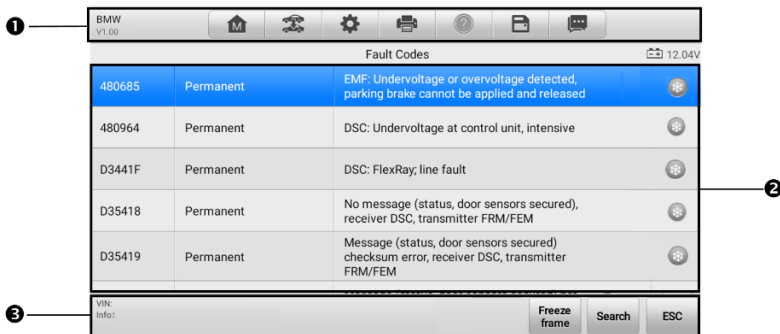 BMW
V1.00
M
Fault Codes
12.04V
480685 Permanent EMF: Undervoltage or overvoltage detected,
parking brake cannot be applied and released
480964 Permanent DSC: Undervoltage at control unit, intensive
D3441F Permanent DSC: FlexRay; line fault
D35418 Permanent No message (status, door sensors secured),
receiver DSC, transmitter FRM/FEM
D35419 Permanent Message (status, door sensors secured)
checksum error, receiver DSC, transmitter
FRM/FEM
VIN:
Info:
Freeze
frame
Search
ESC
❶
❷
❸